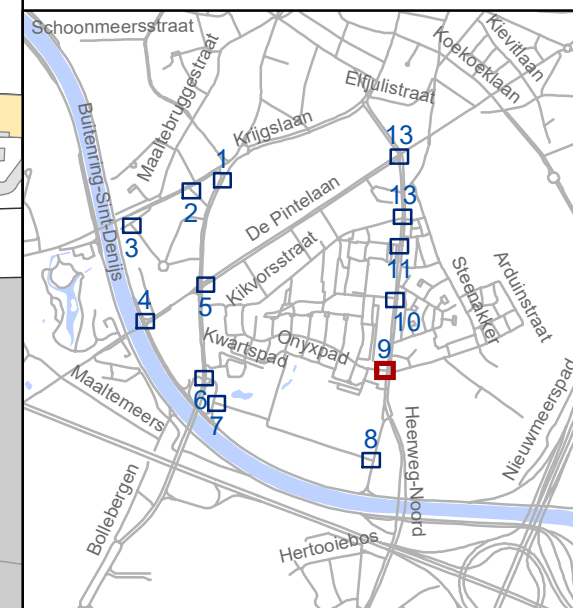 Schoonmeersstraat
Kievitlaan
Koekoeklaan
Maaltebruggestraat
Elfjulistraat
Krijgslaan
13
Buitenring-Sint-Denijs
1
De Pintelaan
13
2
3
Kikvorsstraat
11
Steenakker
Arduinstraat
4
5
10
Kwartspad
Onyxpad
9
Maaltemeers
6
7
Heerweg-Noord
Nieuwmeerspad
8
Bollebergen
Hertooiebos